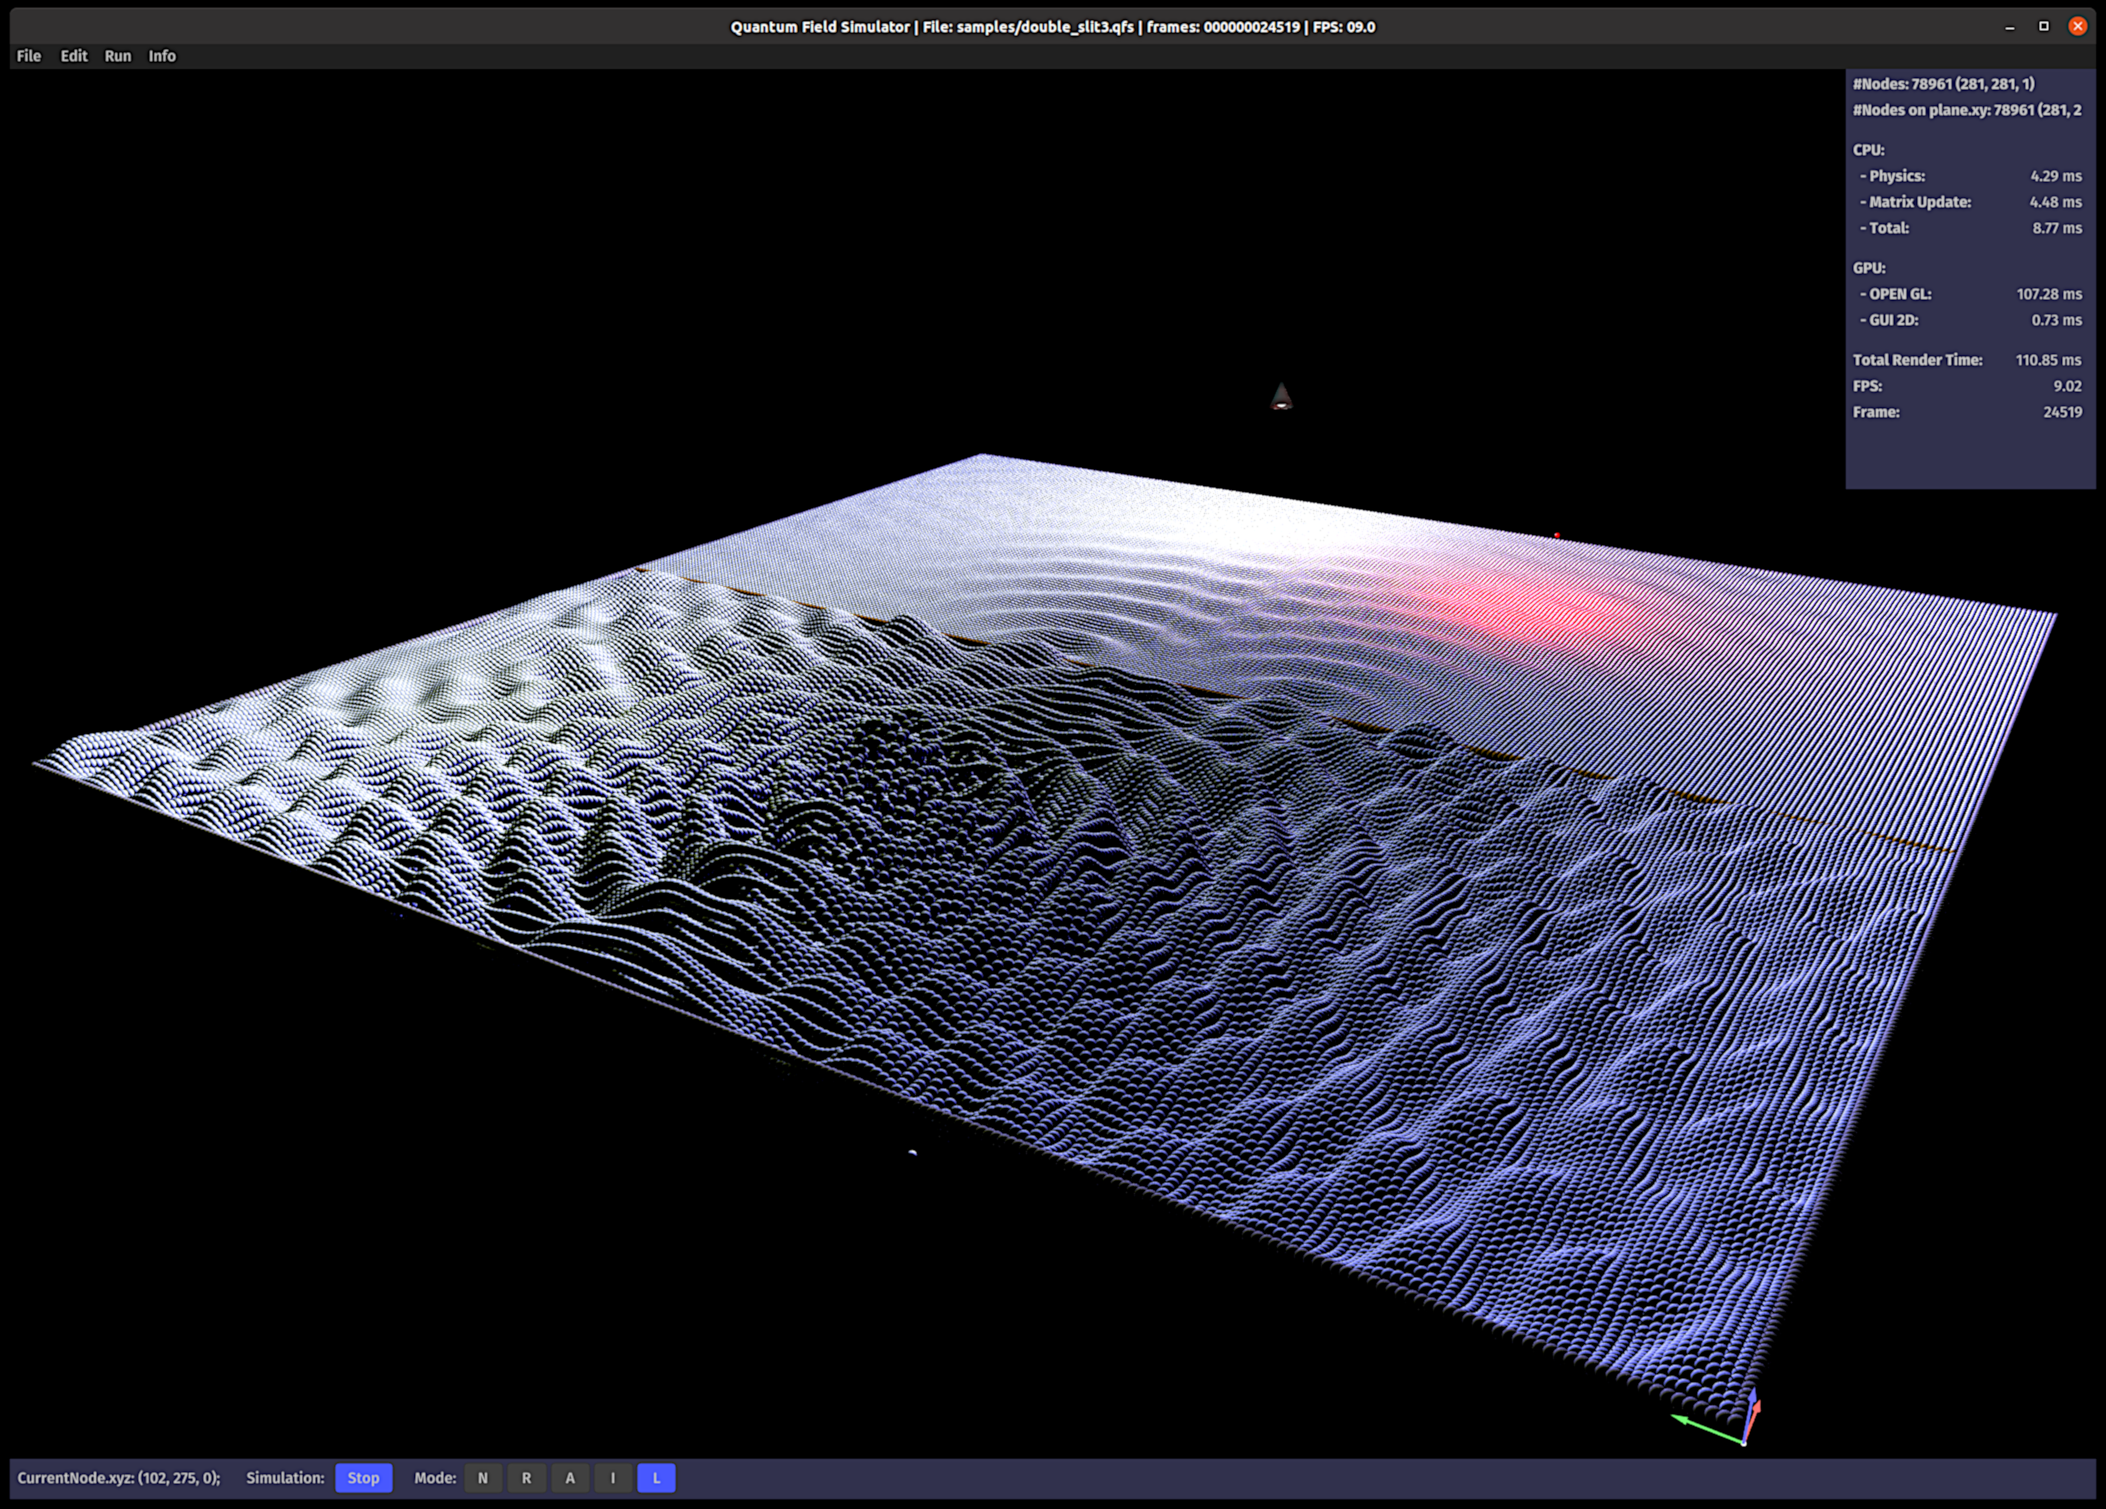 Quantum Field Simulator | File: samples/double_slit3.qfs | frames: 000000024519 | FPS: 09.0
File Edit Run Info
#Nodes: 78961 (281, 281, 1)
#Nodes on plane.xy: 78961 (281, 2
CPU:
- Physics: 4.29 ms
- Matrix Update: 4.48 ms
- Total: 8.77 ms
GPU:
- OPEN GL: 107.28 ms
- GUI 2D: 0.73 ms
Total Render Time: 110.85 ms
FPS: 9.02
Frame: 24519
CurrentNode.xyz: (102, 275, 0); Simulation: Stop Mode: N R A I L